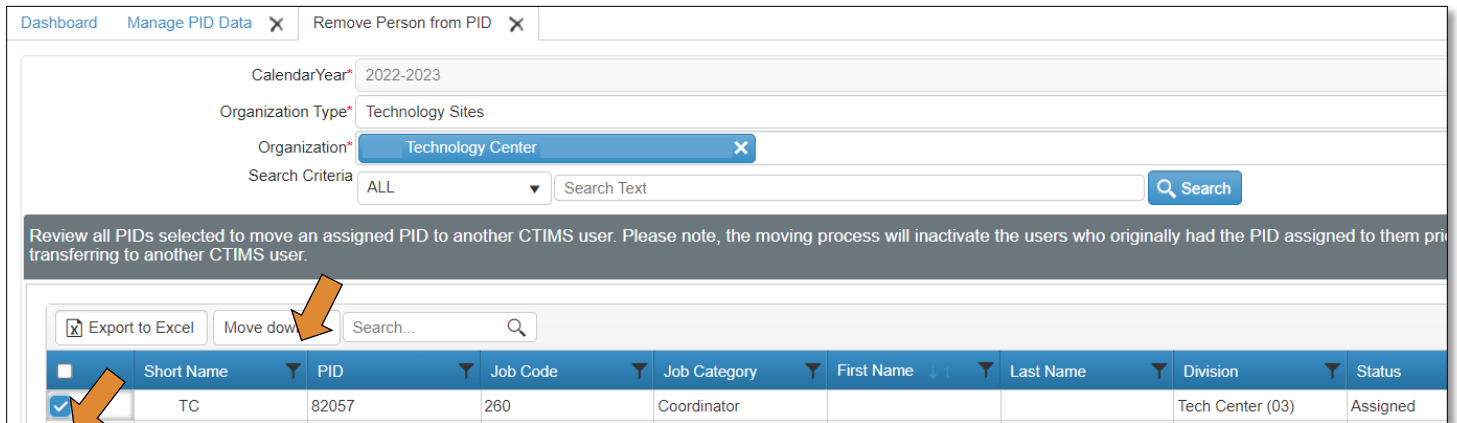 Dashboard Manage PID Data Remove Person from PID
CalendarYear* 2022-2023
Organization Type* Technology Sites
Organization* Technology Center
Search Criteria ALL Search Text Search
Review all PIDs selected to move an assigned PID to another CTIMS user. Please note, the moving process will inactivate the users who originally had the PID assigned to them
transferring to another CTIMS user.
Export to Excel Move Search...
Short Name PID Job Code Job Category First Name ↓ 1 Last Name Division Status
TC 82057 260 Coordinator Tech Center (03) Assigned